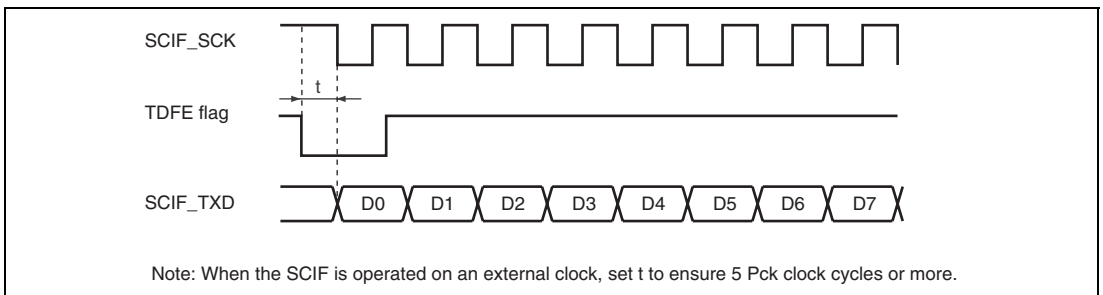 SCIF_SCK
t
TDFE flag
SCIF_TXD D0 D1 D2 D3 D4 D5 D6 D7
Note: When the SCIF is operated on an external clock, set t to ensure 5 Pck clock cycles or more.